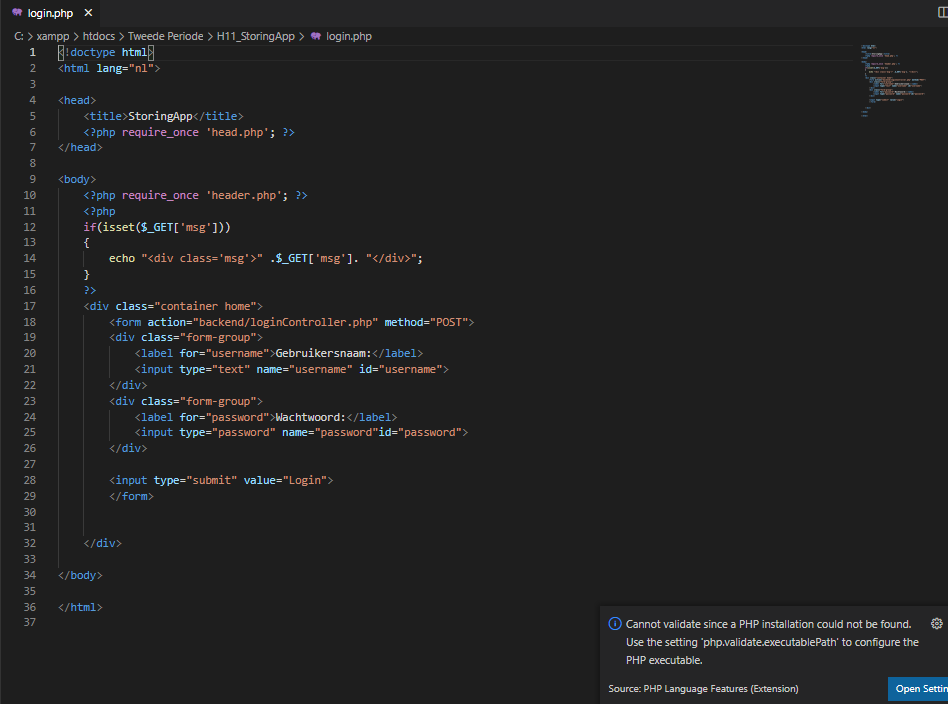 login.php
C: > xampp > htdocs > Tweede Periode > H11_StoringApp > login.php
1 <!doctype html>
2 <html lang="nl">
3
4 <head>
5     <title>StoringApp</title>
6     <?php require_once 'head.php'; ?>
7 </head>
8
9 <body>
10     <?php require_once 'header.php'; ?>
11     <?php
12     if(isset($_GET['msg']))
13     {
14         echo "<div class='msg'>" .$_GET['msg']. "</div>";
15     }
16     ?>
17     <div class="container home">
18         <form action="backend/loginController.php" method="POST">
19         <div class="form-group">
20             <label for="username">Gebruikersnaam:</label>
21             <input type="text" name="username" id="username">
22         </div>
23         <div class="form-group">
24             <label for="password">Wachtwoord:</label>
25             <input type="password" name="password"id="password">
26         </div>
27
28         <input type="submit" value="Login">
29         </form>
30
31
32     </div>
33
34 </body>
35
36 </html>
37
Cannot validate since a PHP installation could not be found.
Use the setting 'php.validate.executablePath' to configure the
PHP executable.
Source: PHP Language Features (Extension)
Open Settin